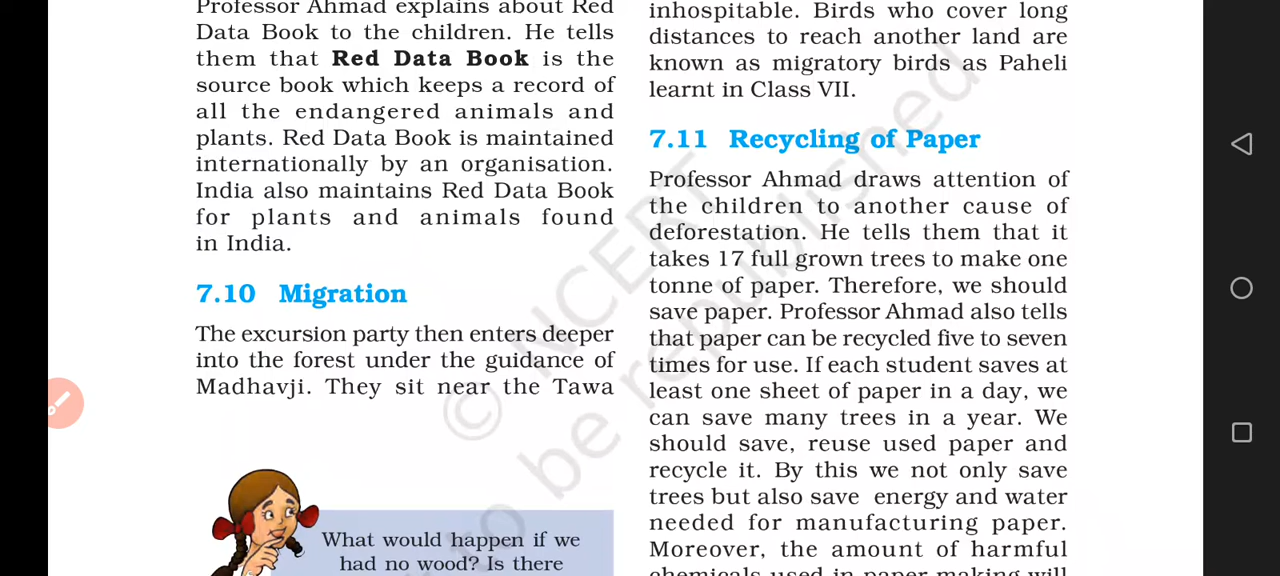 Professor Ahmad explains about Red
Data Book to the children. He tells
them that Red Data Book is the
source book which keeps a record of
all the endangered animals and
plants. Red Data Book is maintained
internationally by an organisation.
India also maintains Red Data Book
for plants and animals found
in India.
7.10 Migration
The excursion party then enters deeper
into the forest under the guidance of
Madhavji. They sit near the Tawa
What would happen if we
had no wood? Is there
inhospitable. Birds who cover long
distances to reach another land are
known as migratory birds as Paheli
learnt in Class VII.
7.11 Recycling of Paper
Professor Ahmad draws attention of
the children to another cause of
deforestation. He tells them that it
takes 17 full grown trees to make one
tonne of paper. Therefore, we should
save paper. Professor Ahmad also tells
that paper can be recycled five to seven
times for use. If each student saves at
least one sheet of paper in a day, we
can save many trees in a year. We
should save, reuse used paper and
recycle it. By this we not only save
trees but also save energy and water
needed for manufacturing paper.
Moreover, the amount of harmful
chemicals used in paper making will
© NCERT
to be republished